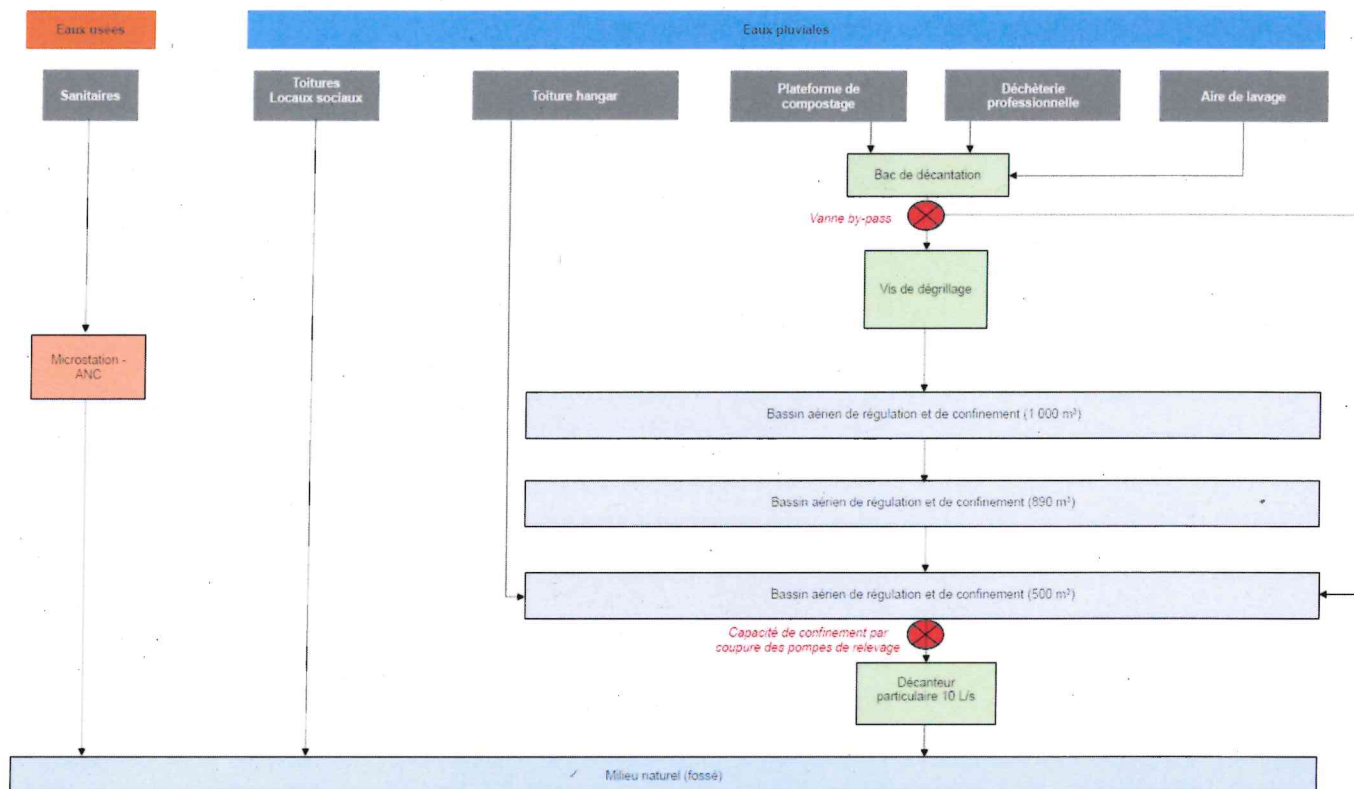 Eaux usées
Eaux pluviales
Sanitaires
Toitures
Locaux sociaux
Toiture hangar
Plateforme de
compostage
Déchèterie
professionnelle
Aire de lavage
Bac de décantation
Vanne by-pass
Vis de dégrillage
Microstation -
ANC
Bassin aérien de régulation et de confinement (1 000 m³)
Bassin aérien de régulation et de confinement (890 m³)
Bassin aérien de régulation et de confinement (500 m³)
Capacité de confinement par
coupure des pompes de relevage
Décanteur
particulaire 10 L/s
Milieu naturel (fossé)